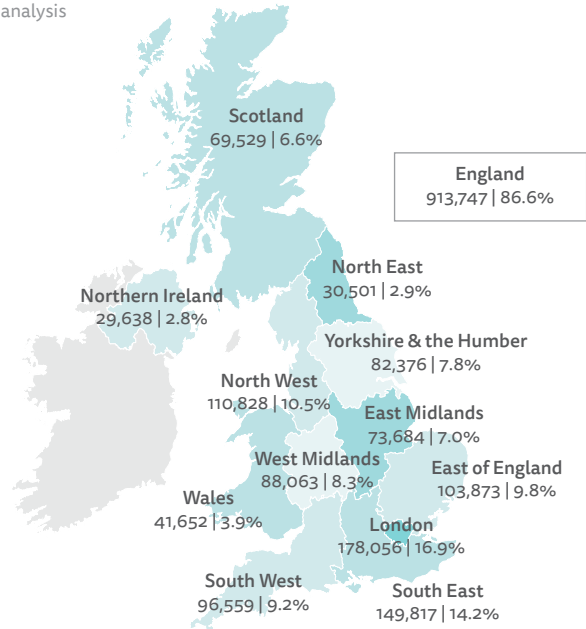 analysis
Scotland
69,529 | 6.6%
England
913,747 | 86.6%
North East
30,501 | 2.9%
Northern Ireland
29,638 | 2.8%
Yorkshire & the Humber
82,376 | 7.8%
North West
110,828 | 10.5%
East Midlands
73,684 | 7.0%
West Midlands
88,063 | 8.3%
East of England
103,873 | 9.8%
Wales
41,652 | 3.9%
London
178,056 | 16.9%
South West
96,559 | 9.2%
South East
149,817 | 14.2%